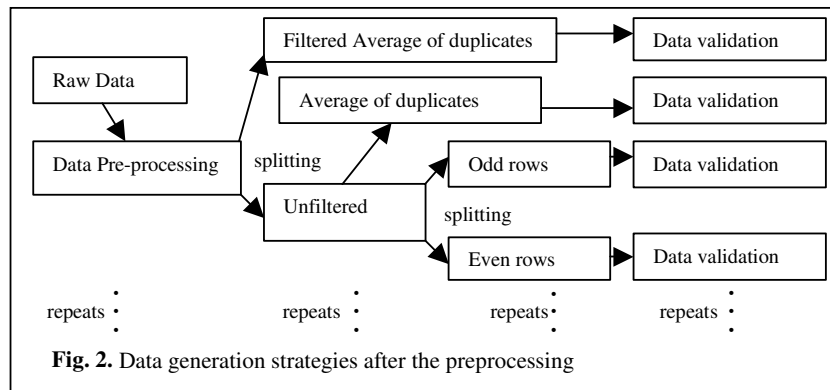 Filtered Average of duplicates
Data validation
Raw Data
Average of duplicates
Data validation
Data Pre-processing
splitting
Odd rows
Data validation
Unfiltered
splitting
Even rows
Data validation
repeats
repeats
repeats
repeats
Fig. 2. Data generation strategies after the preprocessing